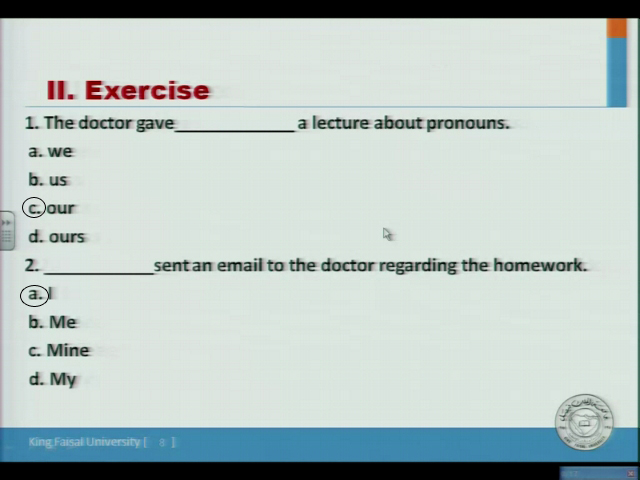 II. Exercise
1. The doctor gave____________ a lecture about pronouns.
a. we
b. us
c. our
d. ours
2. ____________sent an email to the doctor regarding the homework.
a. I
b. Me
c. Mine
d. My
King Faisal University [ 8 ]